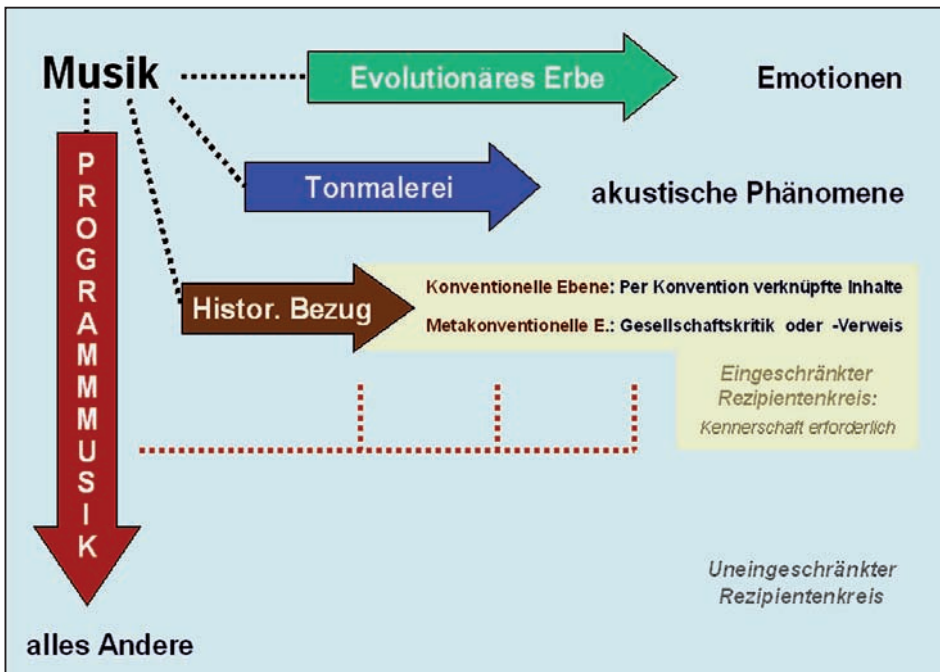 Musik
Evolutionäres Erbe
Emotionen
Tonmalerei
akustische Phänomene
Histor. Bezug
Konventionelle Ebene: Per Konvention verknüpfte Inhalte
Metakonventionelle E.: Gesellschaftskritik oder -Verweis
Eingeschränkter
Rezipientenkreis:
Kennerschaft erforderlich
PROGRAMMMUSIK
Uneingeschränkter
Rezipientenkreis
alles Andere